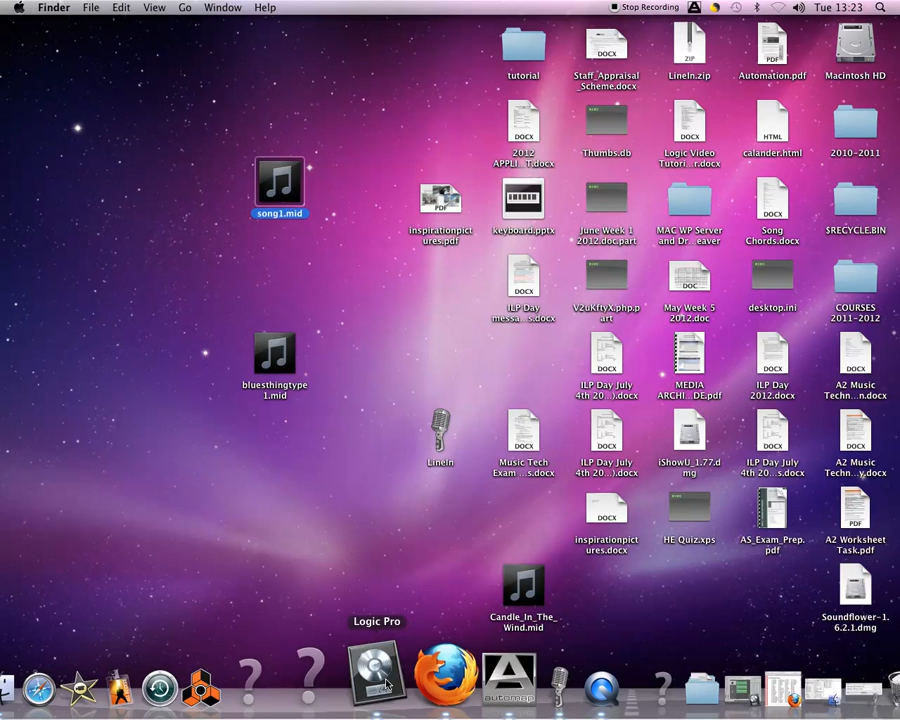 Finder File Edit View Go Window Help Stop Recording Tue 13:23
tutorial
Staff_Appraisal
_Scheme.docx
ZIP
LineIn.zip
PDF
Automation.pdf
Macintosh HD
DOCX
2012
APPLI...T.docx
Thumbs.db
DOCX
Logic Video
Tutori...r.docx
HTML
calander.html
2010-2011
song1.mid
PDF
inspirationpict
ures.pdf
keyboard.pptx
June Week 1
2012.doc.part
MAC WP Server
and Dr...eaver
DOCX
Song
Chords.docx
$RECYCLE.BIN
DOCX
ILP Day
messa...s.docx
V2uKftyX.php.p
art
DOC
May Week 5
2012.doc
desktop.ini
COURSES
2011-2012
bluesthingtype
1.mid
DOCX
ILP Day July
4th 20...).docx
MEDIA
ARCHI...DE.pdf
DOCX
ILP Day
2012.docx
DOCX
A2 Music
Techn...n.docx
LineIn
DOCX
Music Tech
Exam ...s.docx
DOCX
ILP Day July
4th 20...).docx
iShowU_1.77.d
mg
DOCX
ILP Day July
4th 20...s.docx
DOCX
A2 Music
Techn...y.docx
DOCX
inspirationpict
ures.docx
HE Quiz.xps
AS_Exam_Prep.
pdf
PDF
A2 Worksheet
Task.pdf
Candle_In_The_
Wind.mid
Soundflower-1.
6.2.1.dmg
Logic Pro
? ? A ?
automap